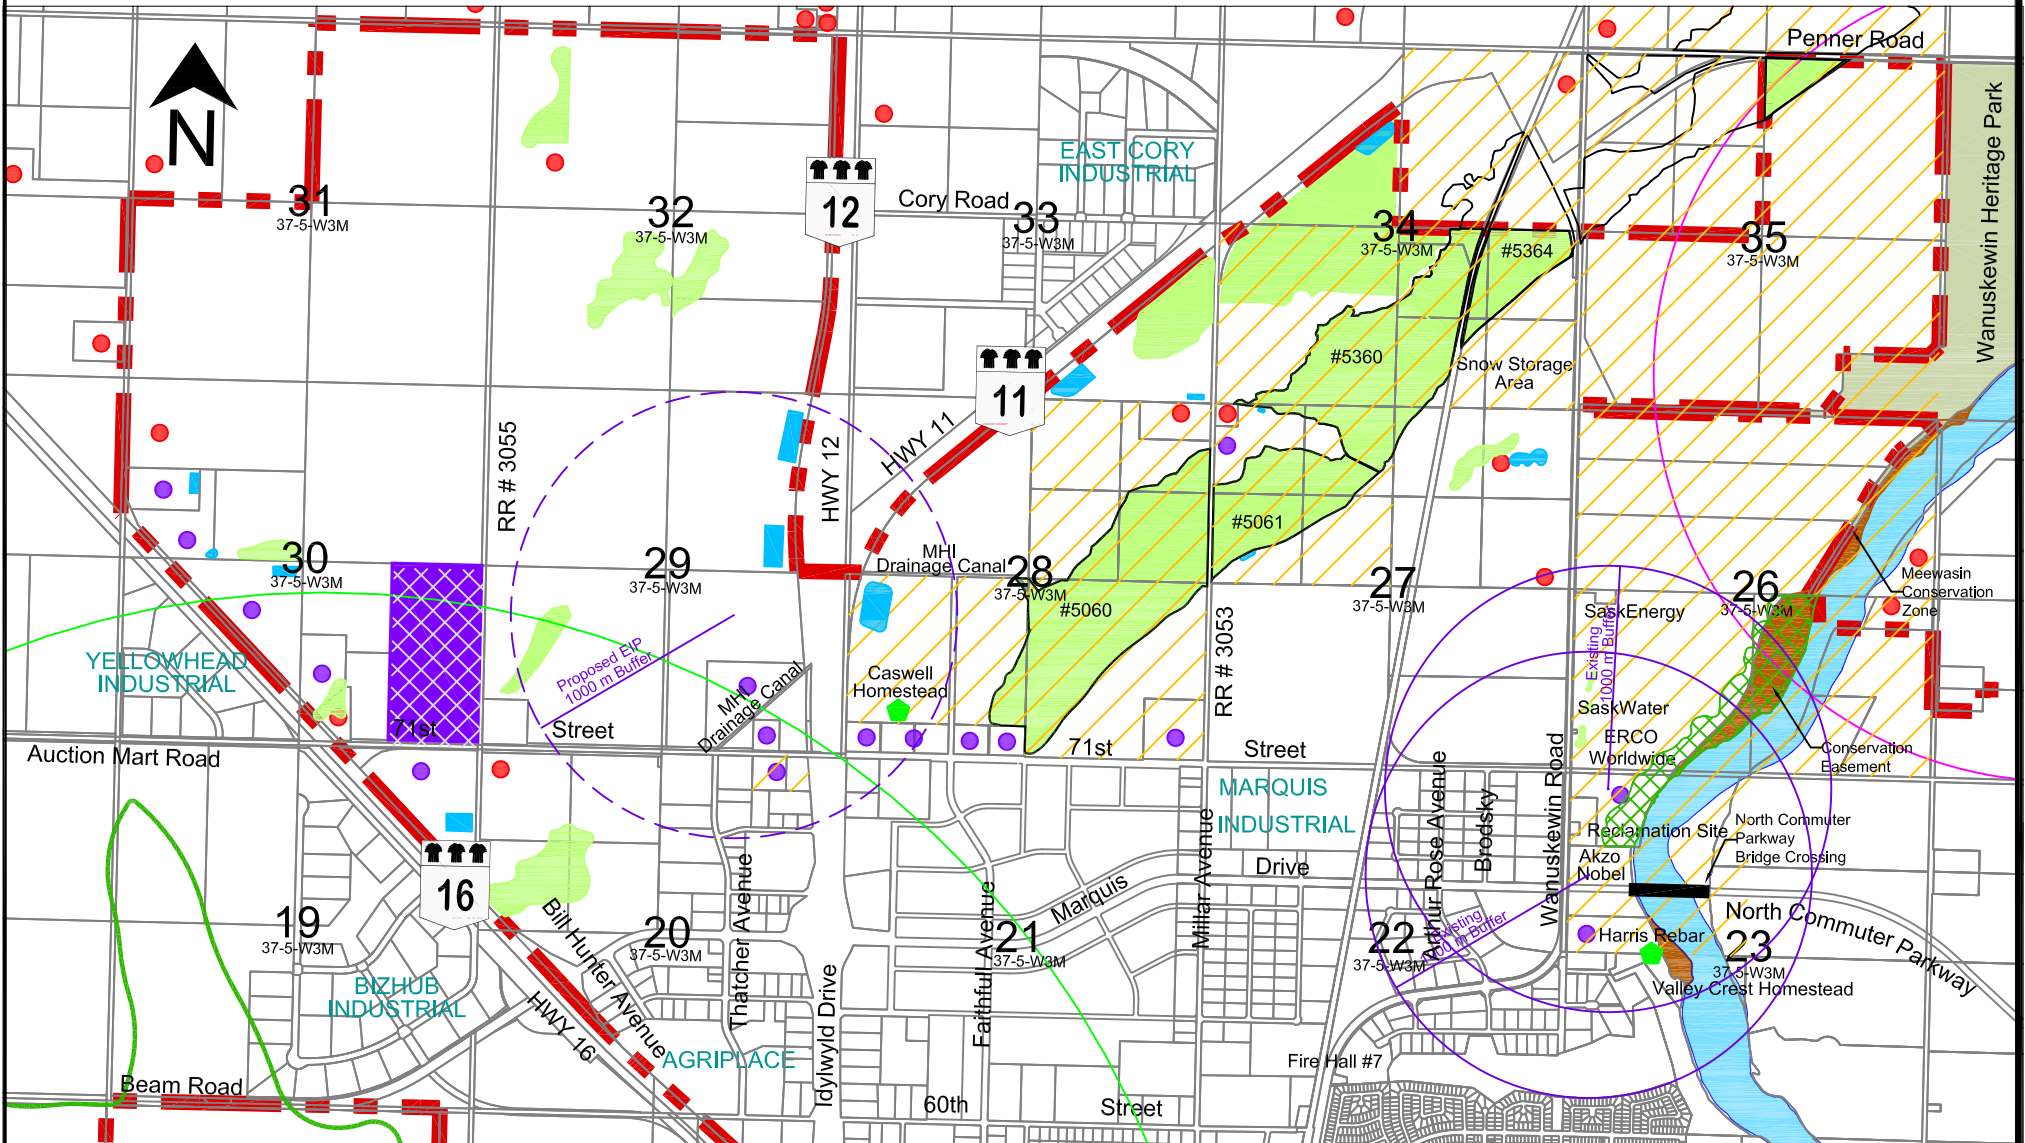 Penner Road
Wanuskewin Heritage Park
N
EAST CORY
INDUSTRIAL
31
37-5-W3M
32
37-5-W3M
12
Cory Road
33
37-5-W3M
34
37-5-W3M
#5364
35
37-5-W3M
#5360
Snow Storage
Area
11
HWY 11
HWY 12
RR # 3055
#5061
30
37-5-W3M
29
37-5-W3M
MHI
Drainage Canal
28
37-5-W3M
#5060
27
37-5-W3M
26
37-5-W3M
Meewasin
Conservation
Zone
SaskEnergy
Existing
1000 m Buffer
RR # 3053
YELLOWHEAD
INDUSTRIAL
Proposed EIP
1000 m Buffer
MHI
Drainage Canal
Caswell
Homestead
SaskWater
ERCO
Worldwide
Conservation
Easement
Auction Mart Road
71st
Street
71st
Street
MARQUIS
INDUSTRIAL
Arthur Rose Avenue
Brodsky
Wanuskewin Road
Reclamation Site
North Commuter
Parkway
Bridge Crossing
Akzo
Nobel
16
Bill Hunter Avenue
Thatcher Avenue
Idylwyld Drive
Faithfull Avenue
Marquis
Drive
Millar Avenue
Existing
1000 m Buffer
North Commuter Parkway
19
37-5-W3M
20
37-5-W3M
21
37-5-W3M
22
37-5-W3M
Harris Rebar
23
37-5-W3M
Valley Crest Homestead
BIZHUB
INDUSTRIAL
HWY 16
AGRIPLACE
Fire Hall #7
Beam Road
60th
Street